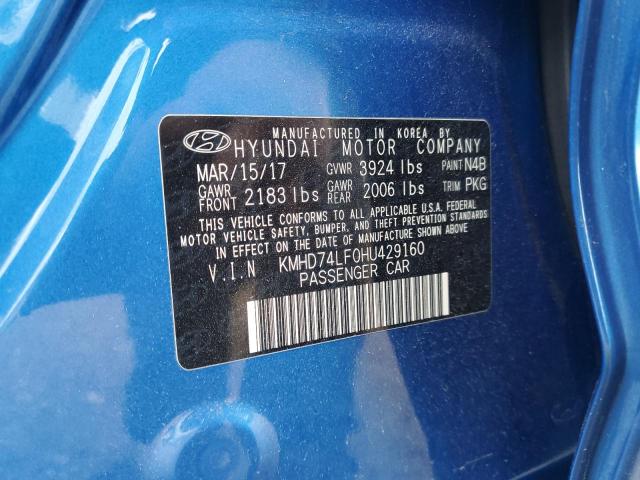 MANUFACTURED IN KOREA BY
HYUNDAI MOTOR COMPANY
MAR/15/17 GVWR 3924 lbs PAINT N4B
GAWR FRONT 2183 lbs GAWR REAR 2006 lbs TRIM PKG
THIS VEHICLE CONFORMS TO ALL APPLICABLE U.S.A. FEDERAL
MOTOR VEHICLE SAFETY, BUMPER, AND THEFT PREVENTION STANDARDS
IN EFFECT ON THE DATE OF MANUFACTURE SHOWN ABOVE.
V.I.N KMHD74LF0HU429160
PASSENGER CAR